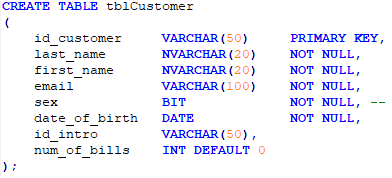 CREATE TABLE tblCustomer
(
id_customer VARCHAR(50) PRIMARY KEY,
last_name NVARCHAR(20) NOT NULL,
first_name NVARCHAR(20) NOT NULL,
email VARCHAR(100) NOT NULL,
sex BIT NOT NULL, --
date_of_birth DATE NOT NULL,
id_intro VARCHAR(50),
num_of_bills INT DEFAULT 0
);